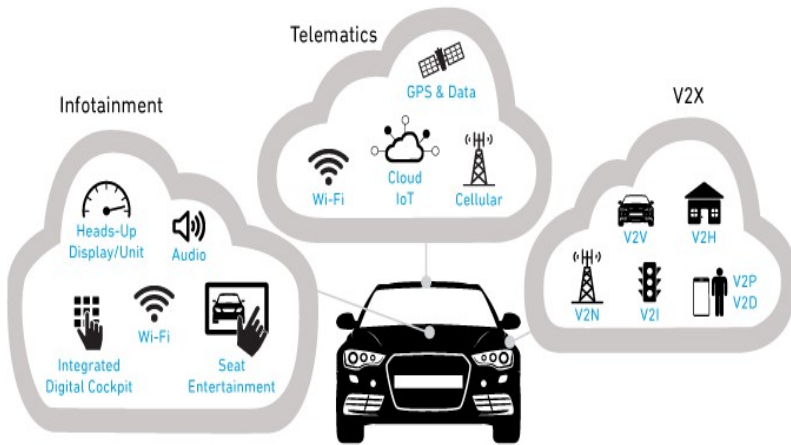 Infotainment
Heads-Up
Display/Unit
Audio
Integrated
Digital Cockpit
Wi-Fi
Seat
Entertainment
Telematics
GPS & Data
Wi-Fi
Cloud
IoT
Cellular
V2X
V2V
V2H
V2N
V2I
V2P
V2D